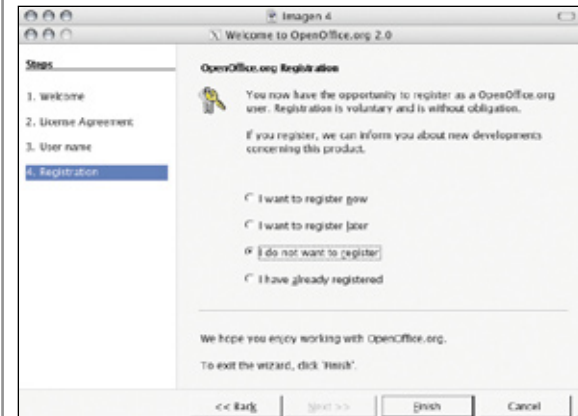 Imagen 4
Welcome to OpenOffice.org 2.0
Steps
1. Welcome
2. License Agreement
3. User name
4. Registration
OpenOffice.org Registration
You now have the opportunity to register as a OpenOffice.org
user. Registration is voluntary and is without obligation.
If you register, we can inform you about new developments
concerning this product.
I want to register now
I want to register later
I do not want to register
I have already registered
We hope you enjoy working with OpenOffice.org.
To exit the wizard, click 'Finish'.
<< Back
Next >>
Finish
Cancel